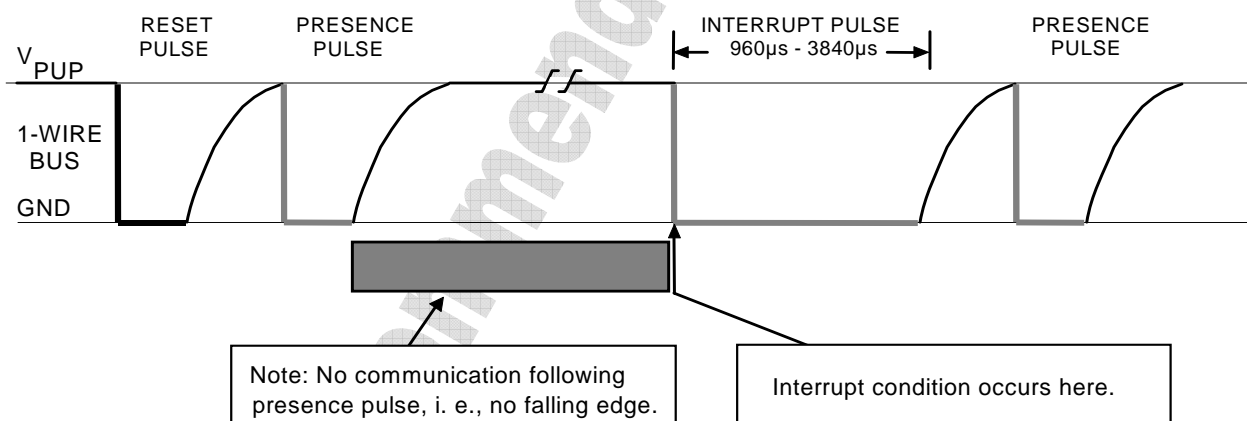 RESET
PULSE
PRESENCE
PULSE
INTERRUPT PULSE
960µs - 3840µs
PRESENCE
PULSE
VPUP
1-WIRE
BUS
GND
Note: No communication following
presence pulse, i. e., no falling edge.
Interrupt condition occurs here.